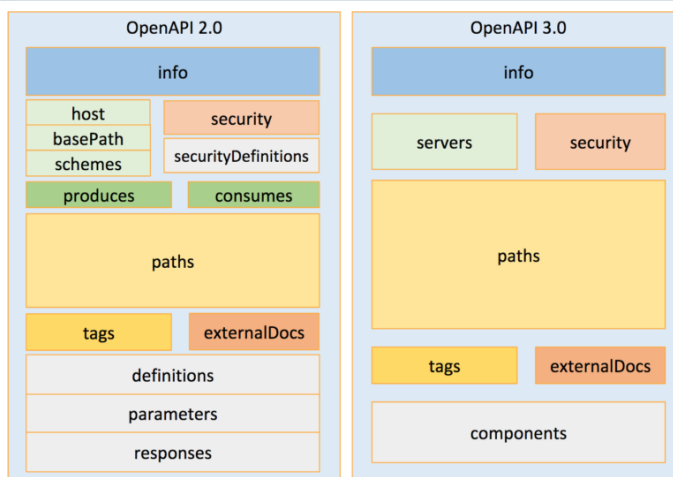 OpenAPI 2.0
info
host
basePath
schemes
security
securityDefinitions
produces
consumes
paths
tags
externalDocs
definitions
parameters
responses
OpenAPI 3.0
info
servers
security
paths
tags
externalDocs
components